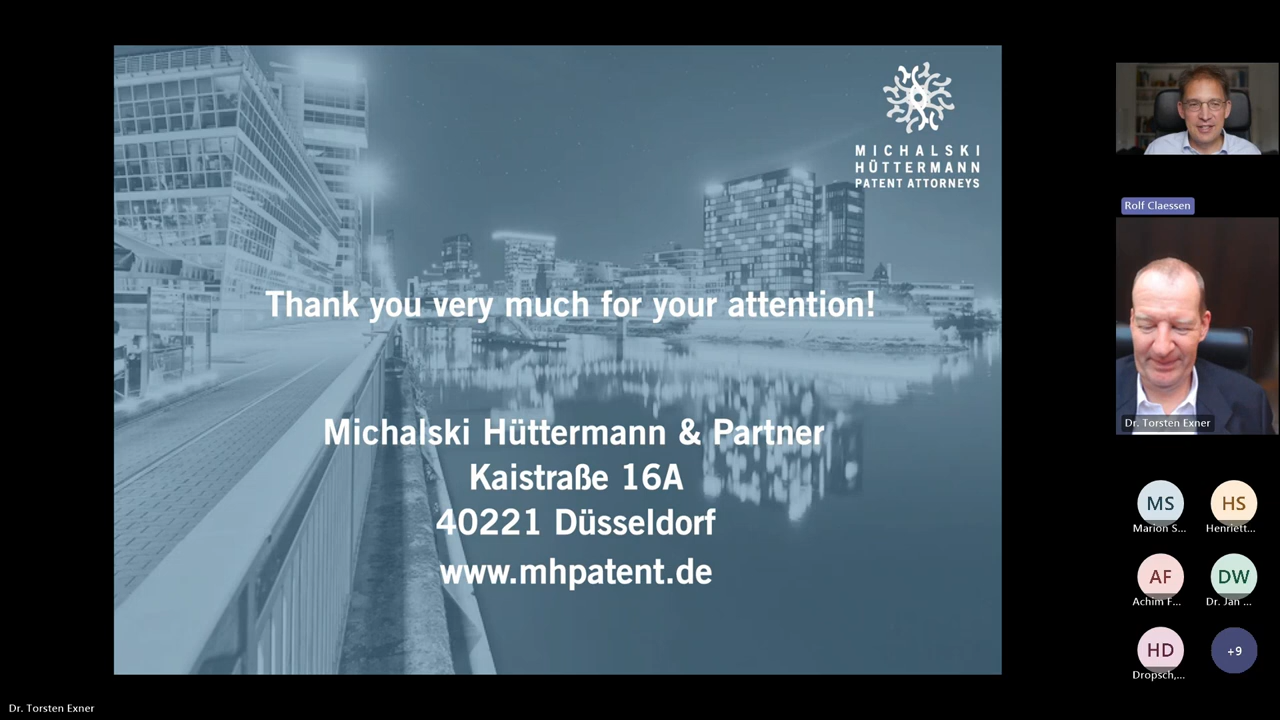 MICHALSKI
HÜTTERMANN
PATENT ATTORNEYS
Thank you very much for your attention!
Michalski Hüttermann & Partner
Kaistraße 16A
40221 Düsseldorf
www.mhpatent.de
Rolf Claessen
Dr. Torsten Exner
MS
Marion S...
HS
Henriett...
AF
Achim F...
DW
Dr. Jan ...
HD
Dropsch,...
+9
Dr. Torsten Exner